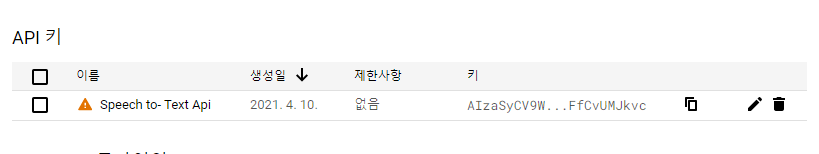 API 키
이름 생성일 제한사항 키
Speech to- Text Api 2021. 4. 10. 없음 AIzaSyCV9W...FfCvUMJkvc